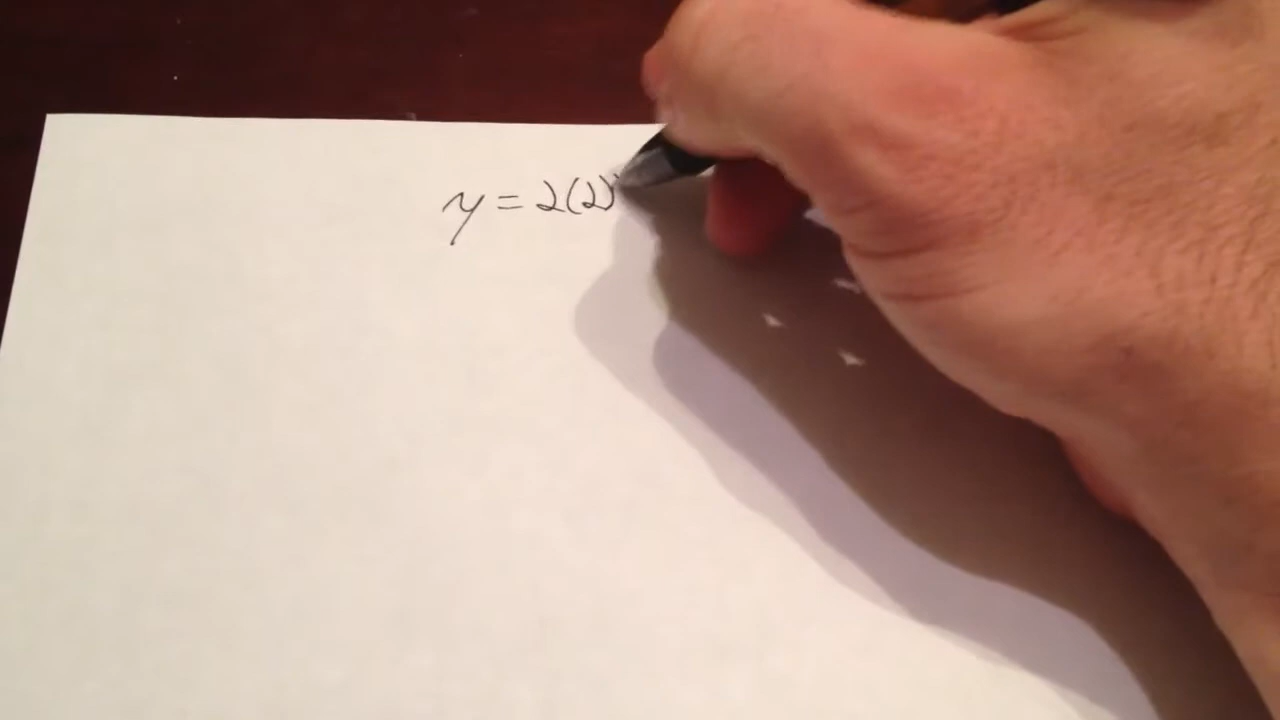 y = 2(2)